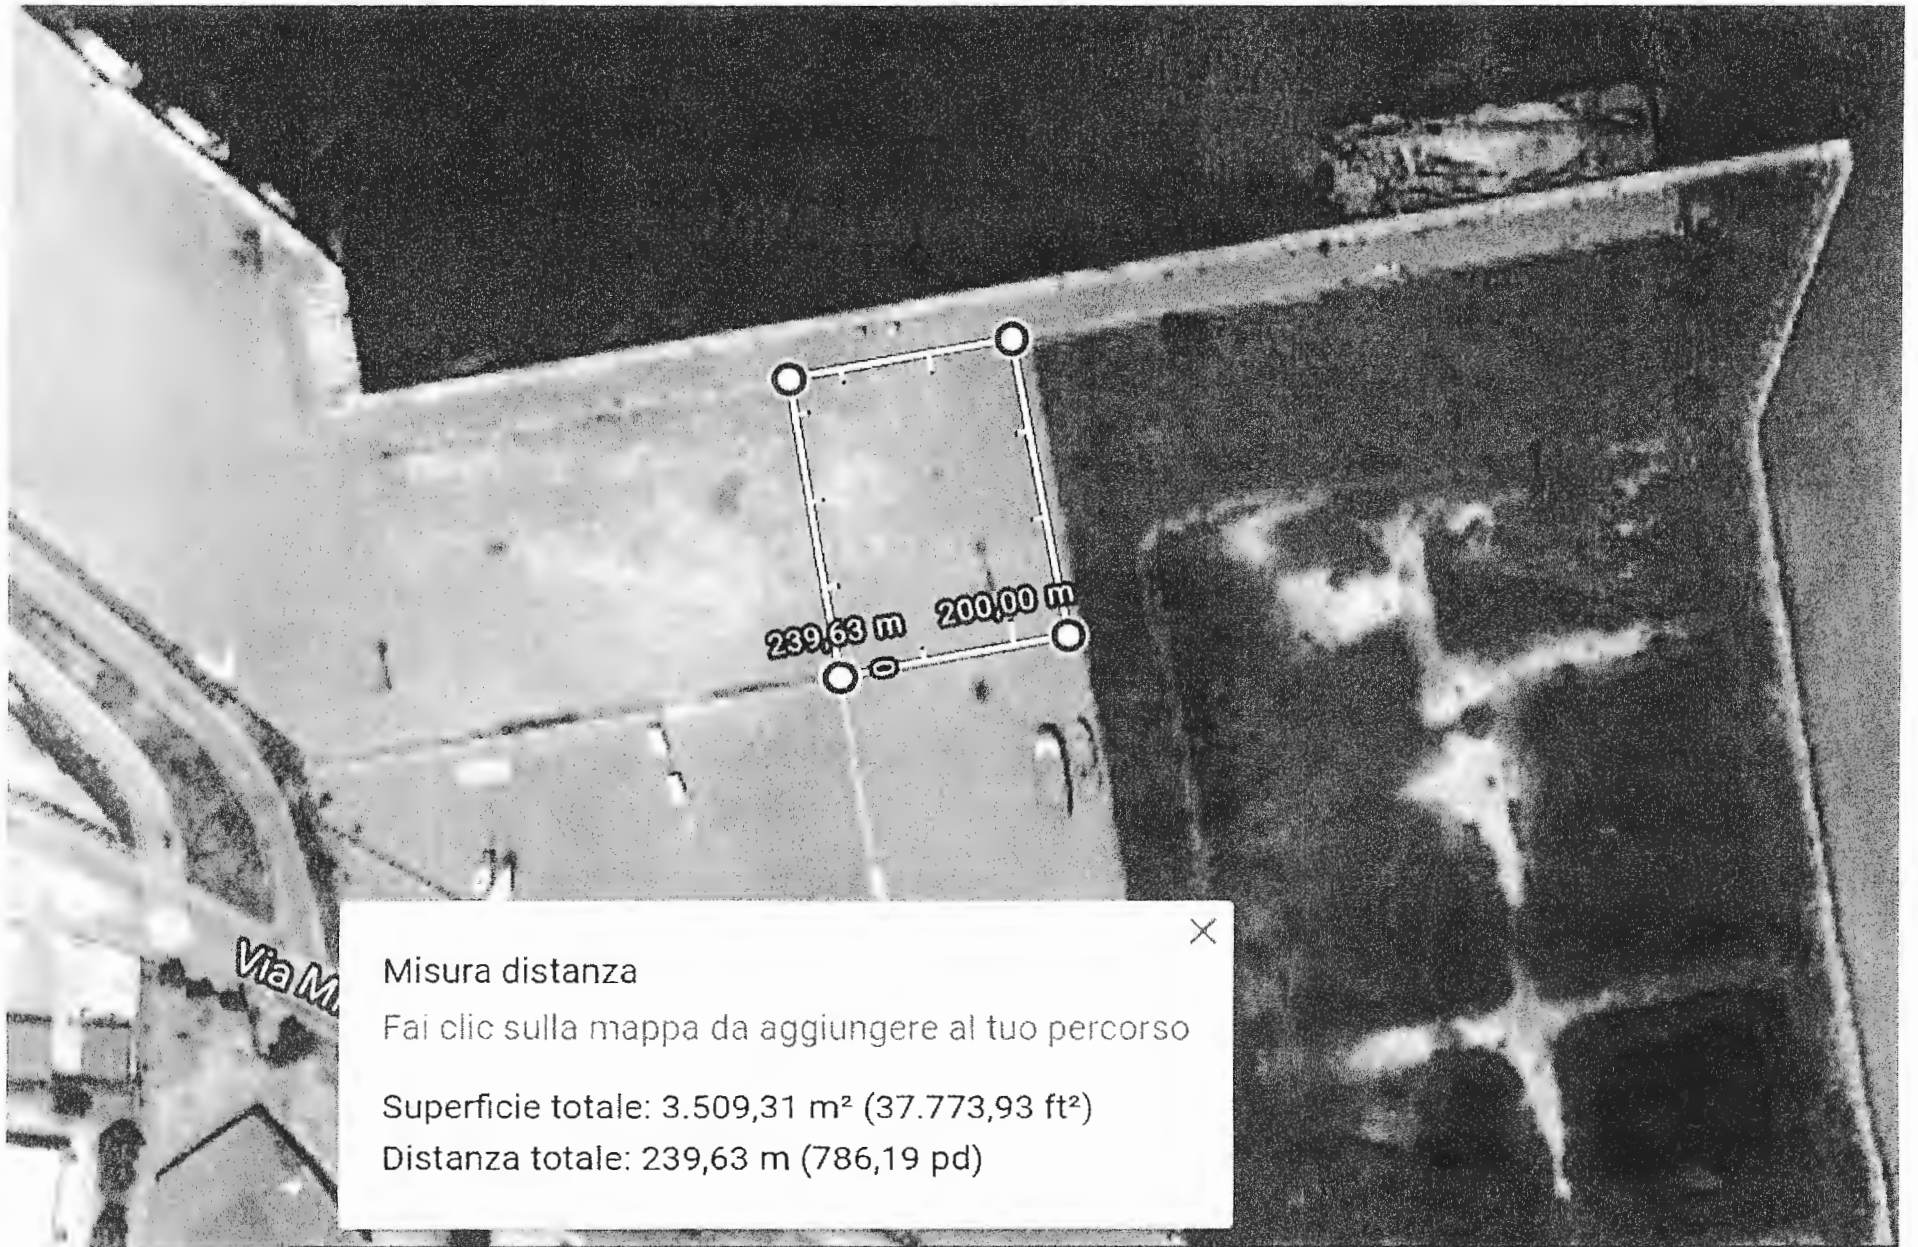 239,63 m
200,00 m
0
Via M
Misura distanza
Fai clic sulla mappa da aggiungere al tuo percorso
Superficie totale: 3.509,31 m² (37.773,93 ft²)
Distanza totale: 239,63 m (786,19 pd)